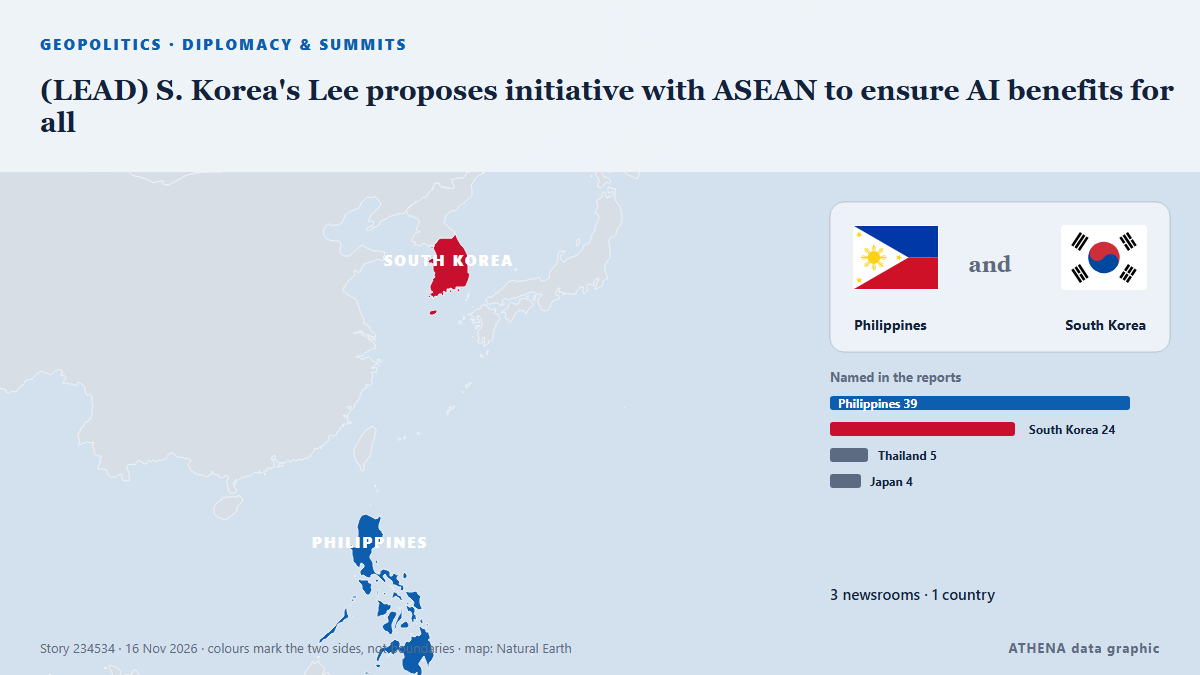 GEOPOLITICS · DIPLOMACY & SUMMITS
(LEAD) S. Korea's Lee proposes initiative with ASEAN to ensure AI benefits for
all
SOUTH KOREA
PHILIPPINES
and
Philippines
South Korea
Named in the reports
Philippines 39
South Korea 24
Thailand 5
Japan 4
3 newsrooms · 1 country
Story 234534 · 16 Nov 2026 · colours mark the two sides, not boundaries · map: Natural Earth
ATHENA data graphic